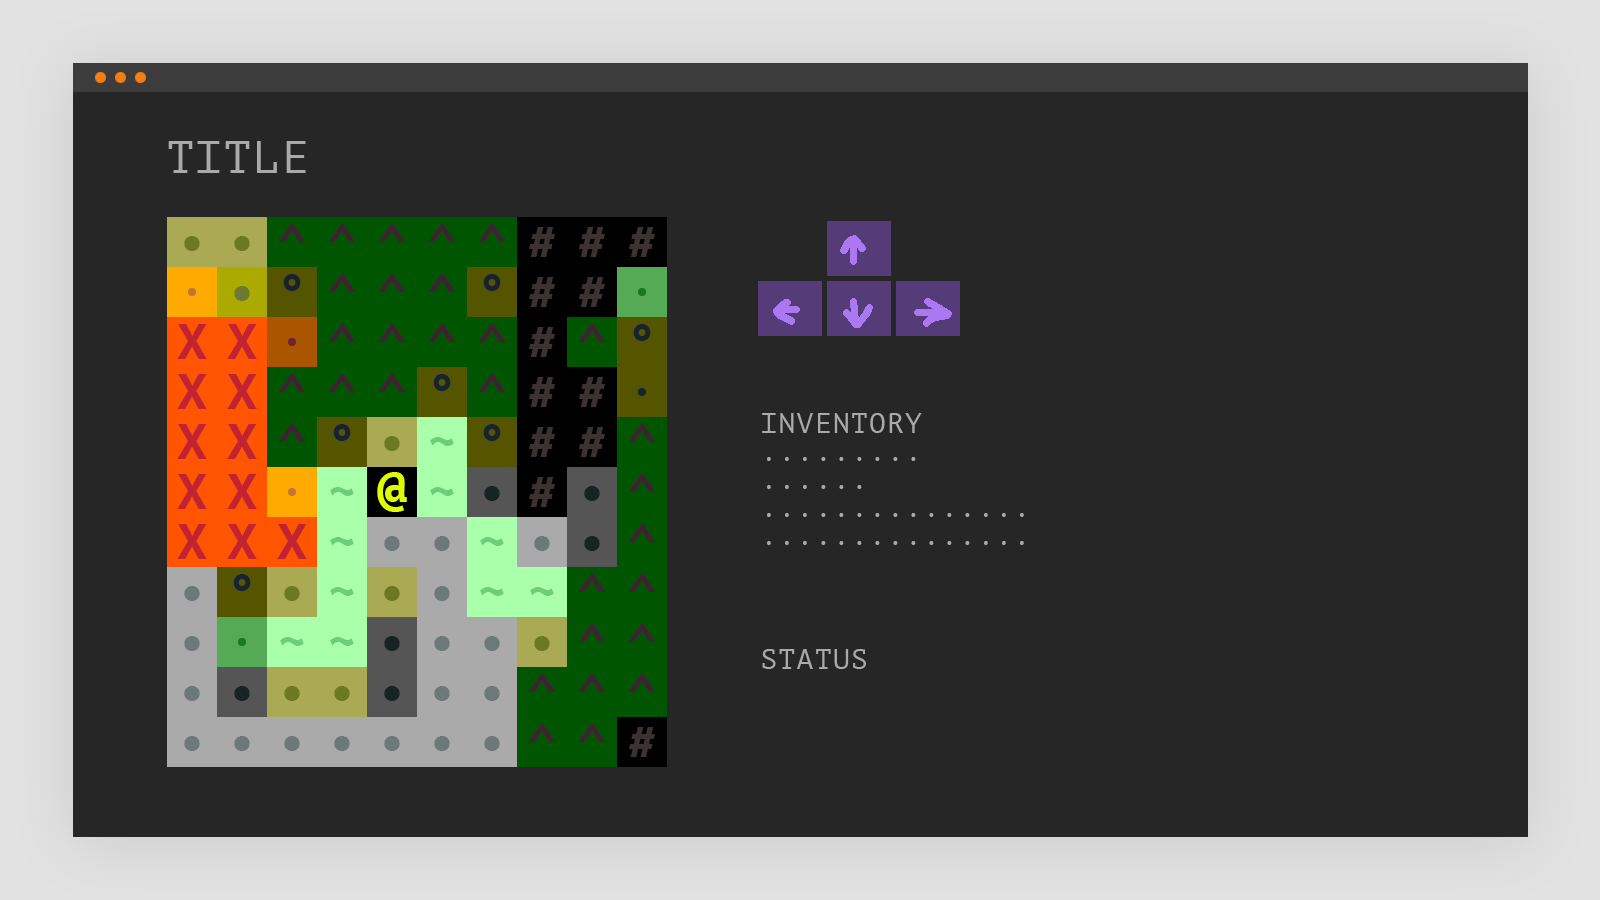 TITLE
^ ^ ^ ^ ^ # # #
^ ^ ^ # #
X X ^ ^ ^ ^ # ^
X X ^ ^ ^ ^ # #
X X ^ ~ # # ^
X X ~ @ ~ # ^
X X X ~ ~ ^
~ ~ ~ ^ ^
~ ~ ^ ^
^ ^ ^
^ ^ #
INVENTORY
. . . . . . . . .
. . . . . .
. . . . . . . . . . . . . . .
. . . . . . . . . . . . . . .
STATUS